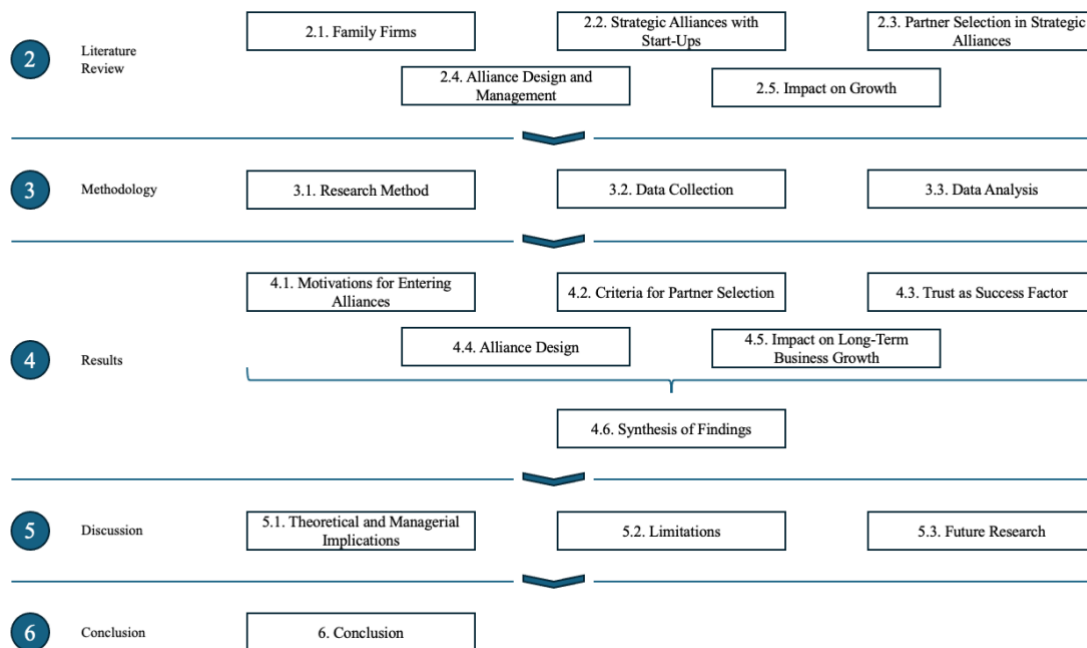 2.1. Family Firms
2.2. Strategic Alliances with
Start-Ups
2.3. Partner Selection in Strategic
Alliances
2
Literature
Review
2.4. Alliance Design and
Management
2.5. Impact on Growth
3
Methodology
3.1. Research Method
3.2. Data Collection
3.3. Data Analysis
4.1. Motivations for Entering
Alliances
4.2. Criteria for Partner Selection
4.3. Trust as Success Factor
4
Results
4.4. Alliance Design
4.5. Impact on Long-Term
Business Growth
4.6. Synthesis of Findings
5
Discussion
5.1. Theoretical and Managerial
Implications
5.2. Limitations
5.3. Future Research
6
Conclusion
6. Conclusion